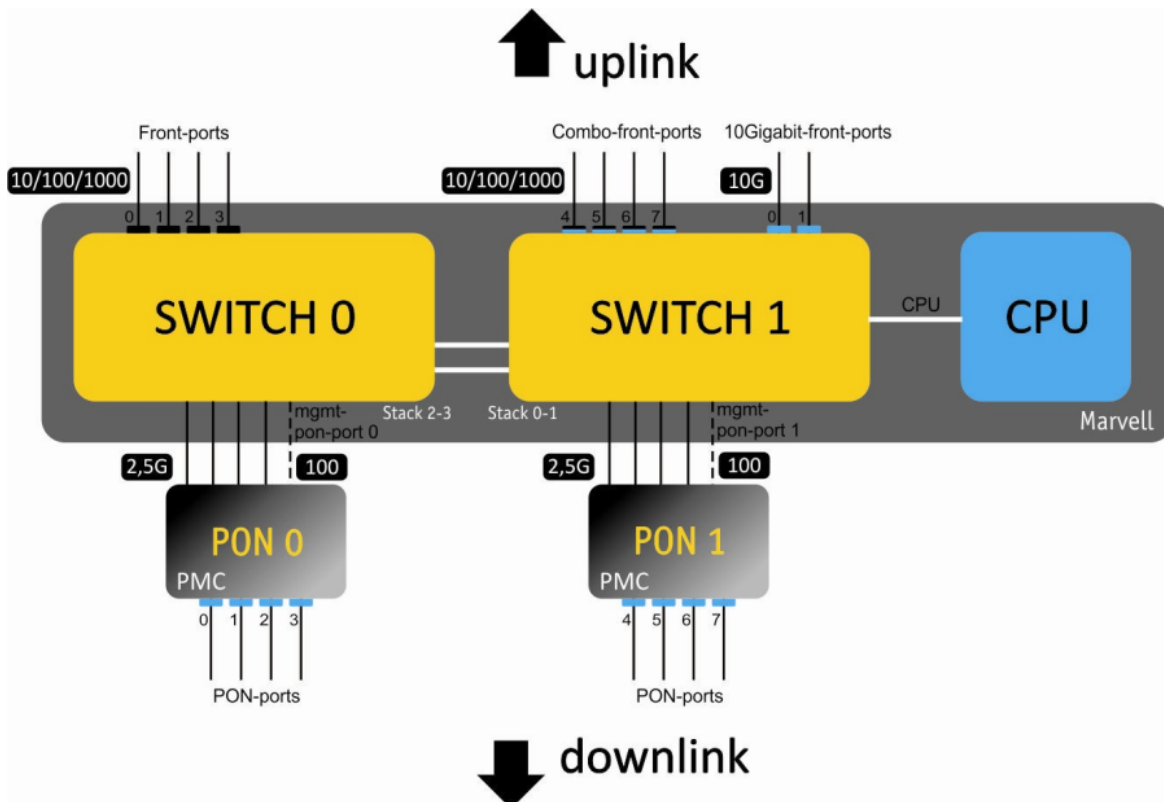 uplink
Front-ports
Combo-front-ports
10Gigabit-front-ports
10/100/1000
10/100/1000
10G
0 1 2 3
4 5 6 7
0 1
SWITCH 0
SWITCH 1
CPU
CPU
mgmt-
pon-port 0
Stack 2-3
Stack 0-1
mgmt-
pon-port 1
Marvell
2,5G
100
2,5G
100
PON 0
PMC
PON 1
PMC
0 1 2 3
4 5 6 7
PON-ports
PON-ports
downlink